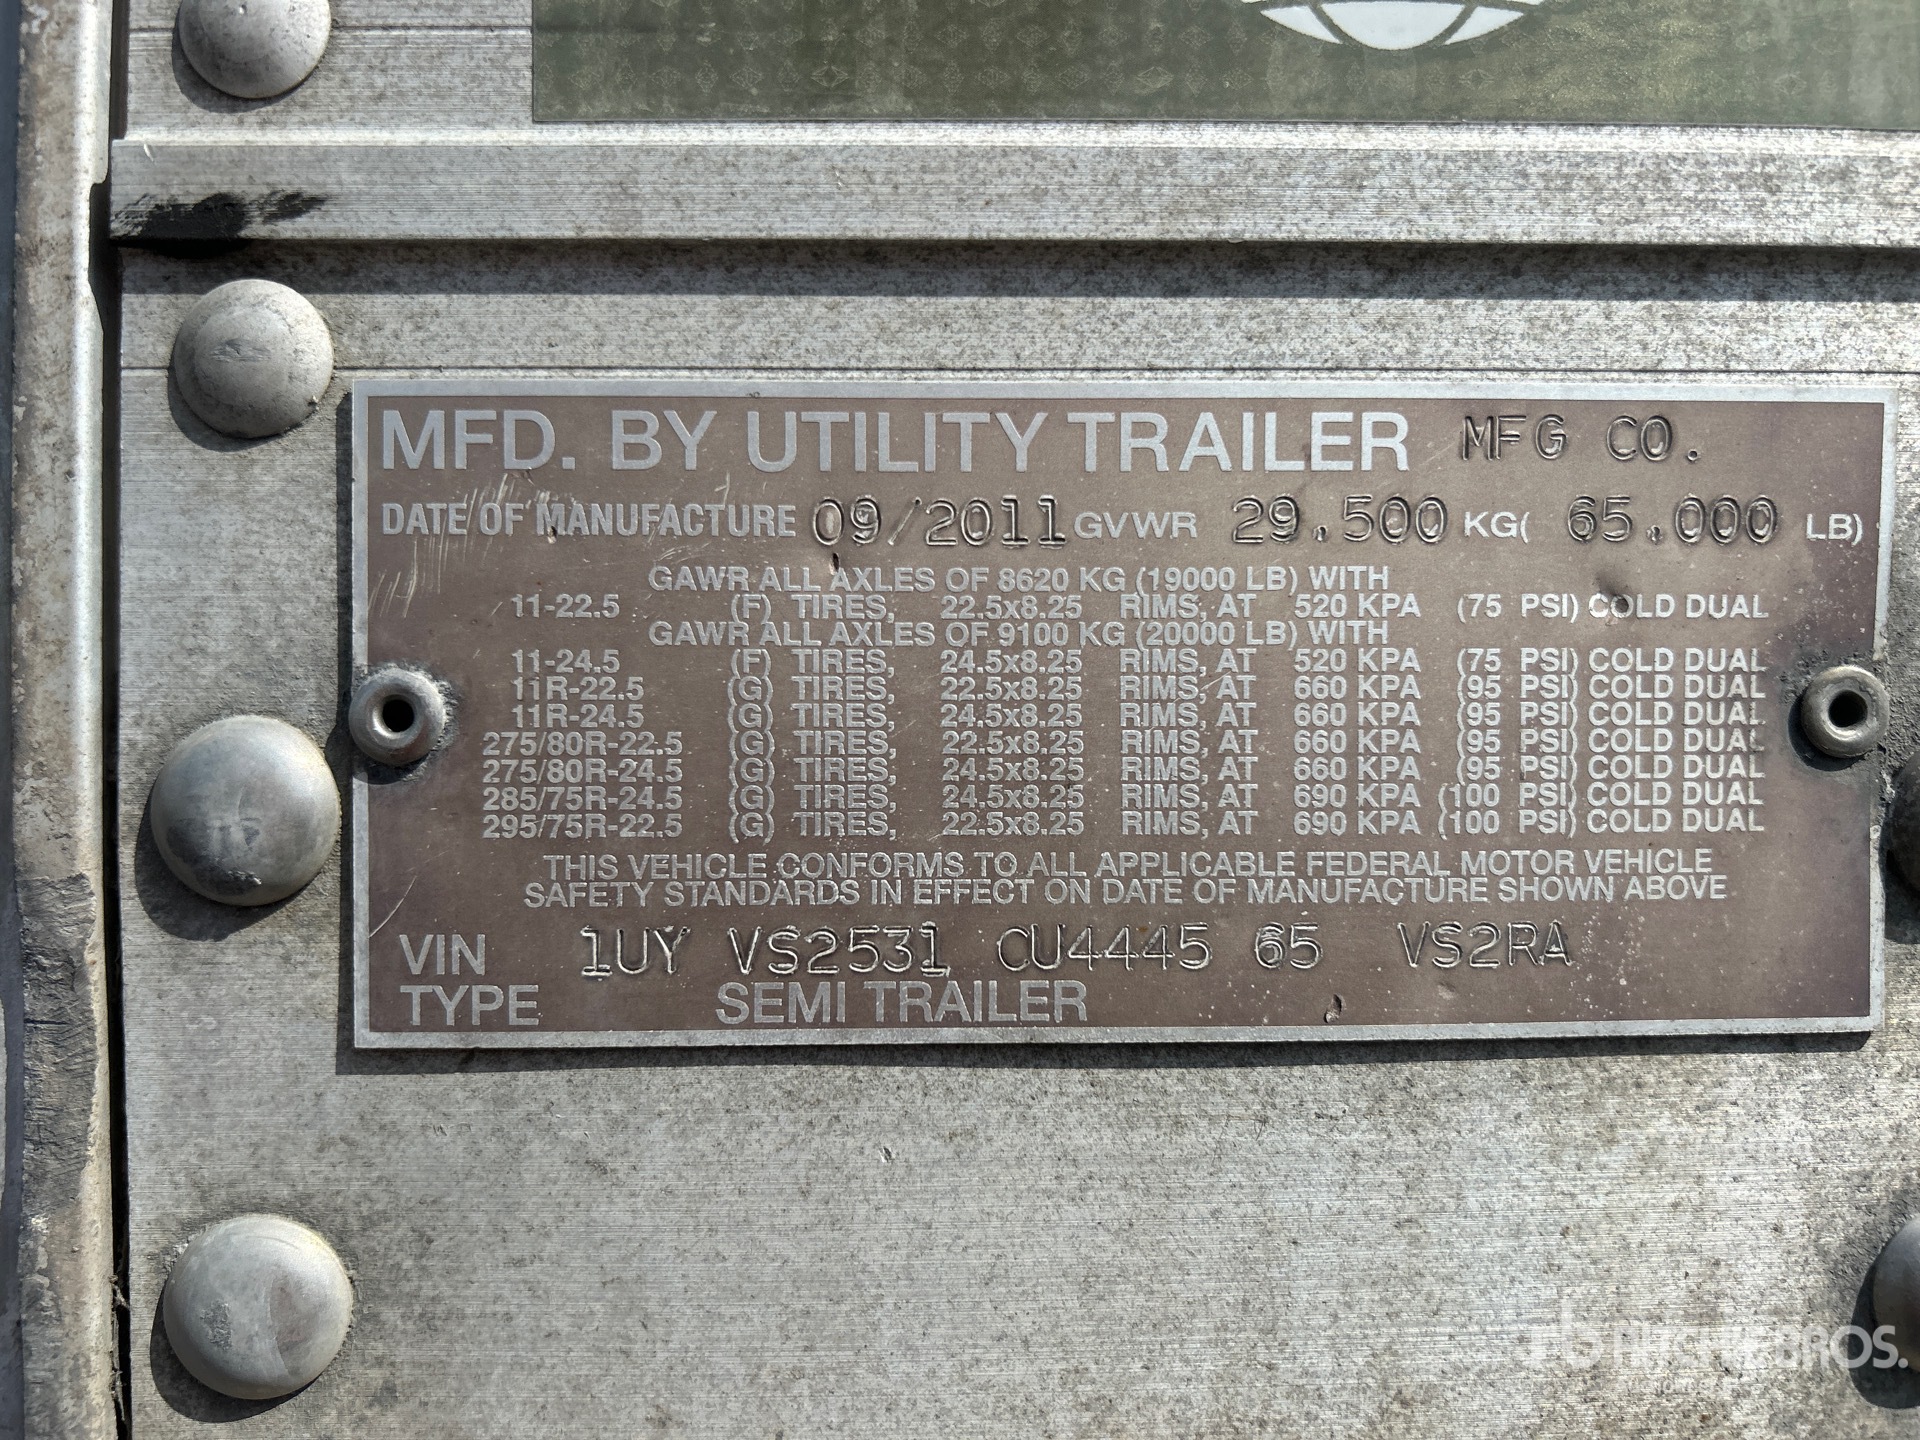 MFD. BY UTILITY TRAILER MFG CO.
DATE OF MANUFACTURE 09/2011 GVWR 29.500 KG( 65.000 LB)
GAWR ALL AXLES OF 8620 KG (19000 LB) WITH
11-22.5 (F) TIRES, 22.5x8.25 RIMS, AT 520 KPA (75 PSI) COLD DUAL
GAWR ALL AXLES OF 9100 KG (20000 LB) WITH
11-24.5 (F) TIRES, 24.5x8.25 RIMS, AT 520 KPA (75 PSI) COLD DUAL
11R-22.5 (G) TIRES, 22.5x8.25 RIMS, AT 660 KPA (95 PSI) COLD DUAL
11R-24.5 (G) TIRES, 24.5x8.25 RIMS, AT 660 KPA (95 PSI) COLD DUAL
275/80R-22.5 (G) TIRES, 22.5x8.25 RIMS, AT 660 KPA (95 PSI) COLD DUAL
275/80R-24.5 (G) TIRES, 24.5x8.25 RIMS, AT 660 KPA (95 PSI) COLD DUAL
285/75R-24.5 (G) TIRES, 24.5x8.25 RIMS, AT 690 KPA (100 PSI) COLD DUAL
295/75R-22.5 (G) TIRES, 22.5x8.25 RIMS, AT 690 KPA (100 PSI) COLD DUAL
THIS VEHICLE CONFORMS TO ALL APPLICABLE FEDERAL MOTOR VEHICLE
SAFETY STANDARDS IN EFFECT ON DATE OF MANUFACTURE SHOWN ABOVE
VIN 1UY VS2531 CU4445 65 VS2RA
TYPE SEMI TRAILER
rb RITCHIE BROS.